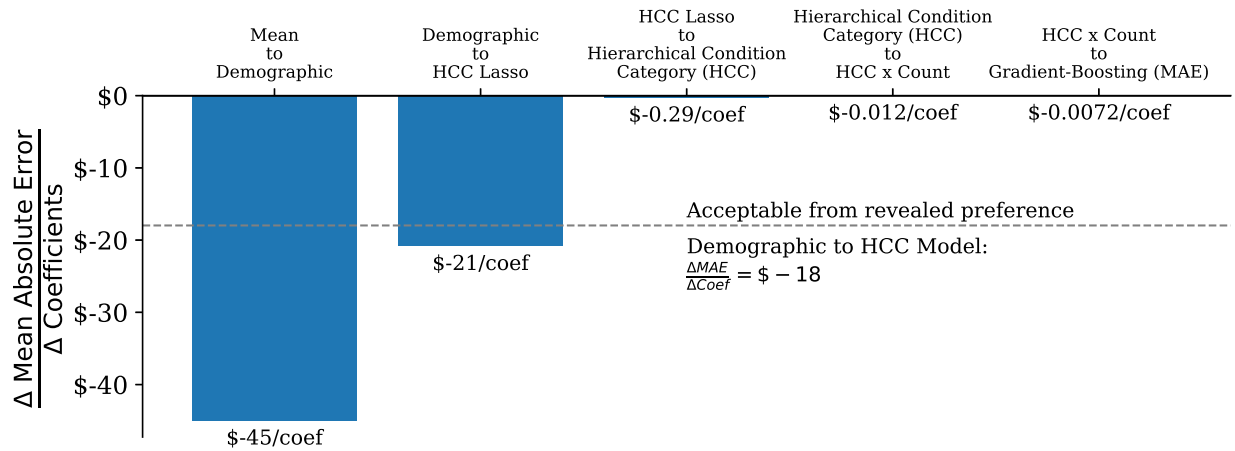 Mean
to
Demographic
Demographic
to
HCC Lasso
HCC Lasso
to
Hierarchical Condition
Category (HCC)
Hierarchical Condition
Category (HCC)
to
HCC x Count
HCC x Count
to
Gradient-Boosting (MAE)
Δ Mean Absolute Error
Δ Coefficients
$0
$-10
$-20
$-30
$-40
$-45/coef
$-21/coef
$-0.29/coef
$-0.012/coef
$-0.0072/coef
Acceptable from revealed preference
Demographic to HCC Model:
ΔMAE
ΔCoef = $ − 18